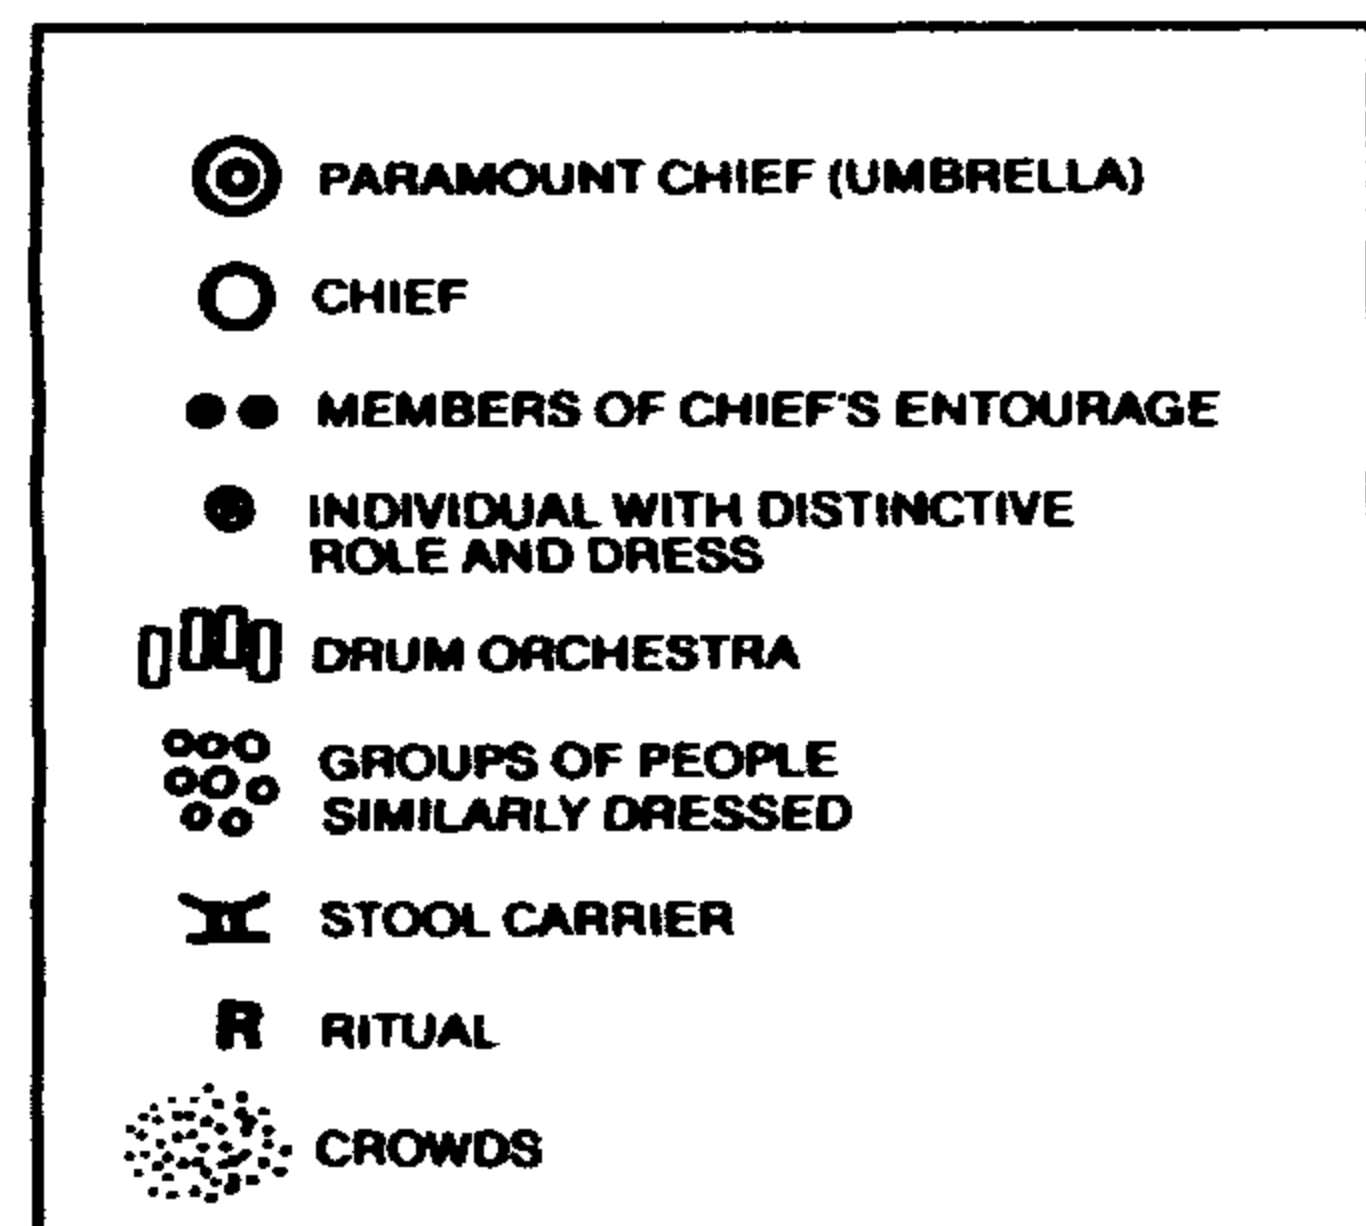 PARAMOUNT CHIEF (UMBRELLA)
CHIEF
MEMBERS OF CHIEF'S ENTOURAGE
INDIVIDUAL WITH DISTINCTIVE
ROLE AND DRESS
DRUM ORCHESTRA
GROUPS OF PEOPLE
SIMILARLY DRESSED
STOOL CARRIER
R RITUAL
CROWDS